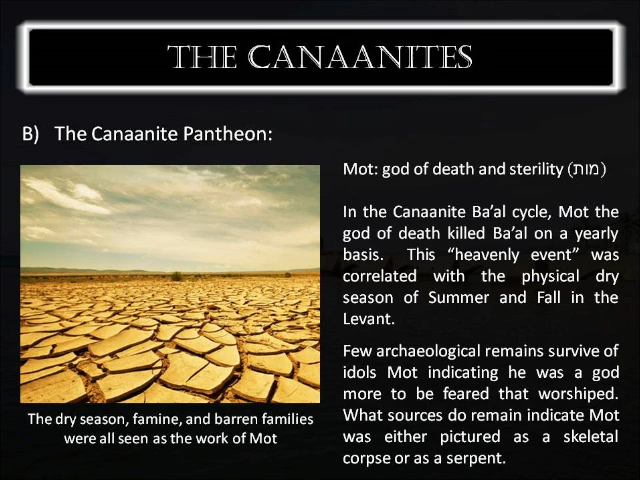 THE CANAANITES
B) The Canaanite Pantheon:
Mot: god of death and sterility (מות)
In the Canaanite Ba’al cycle, Mot the
god of death killed Ba’al on a yearly
basis. This “heavenly event” was
correlated with the physical dry
season of Summer and Fall in the
Levant.
Few archaeological remains survive of
idols Mot indicating he was a god
more to be feared that worshiped.
What sources do remain indicate Mot
was either pictured as a skeletal
corpse or as a serpent.
The dry season, famine, and barren families
were all seen as the work of Mot